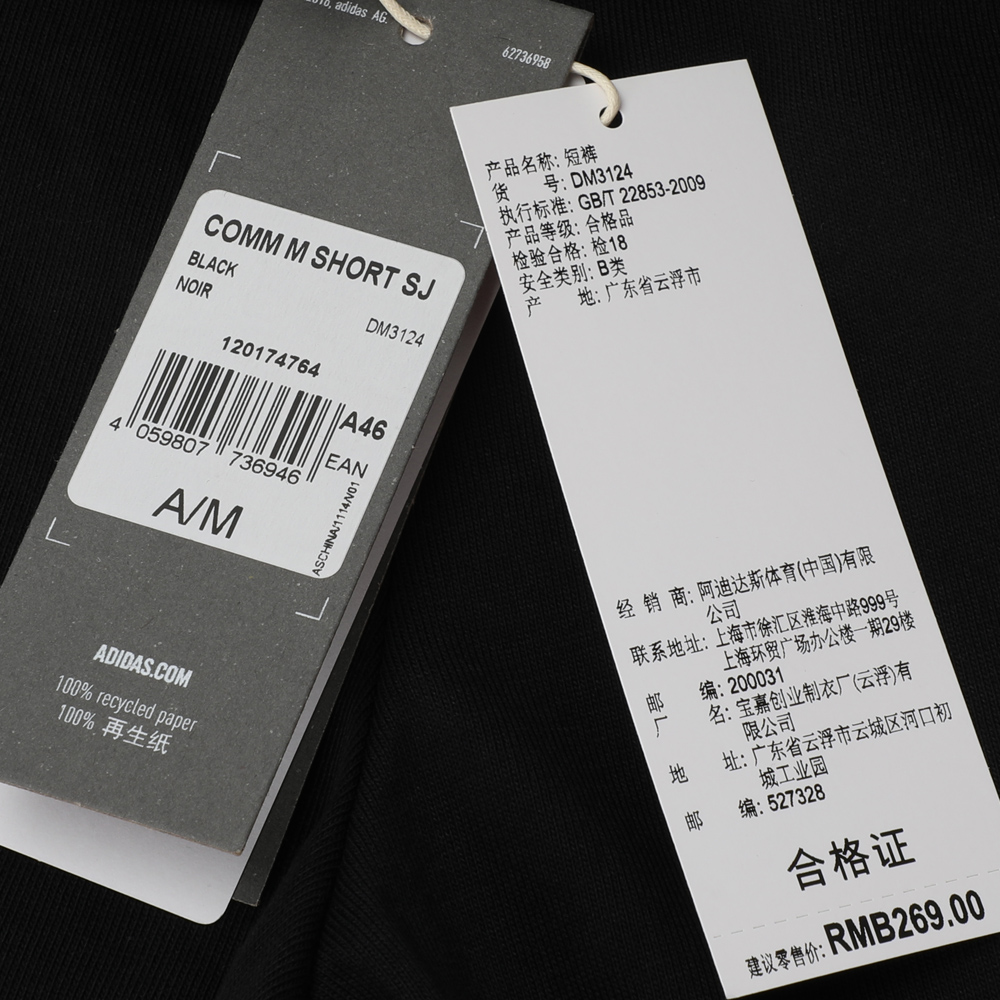 adidas AG.
62736958
COMM M SHORT SJ
BLACK
NOIR
DM3124
120174764
A46
4 059807 736946
EAN
A/M
ASCHINA/1114/V01
ADIDAS.COM
100% recycled paper
100% 再生纸
产品名称: 短裤
货 号: DM3124
执行标准: GB/T 22853-2009
产品等级: 合格品
检验合格: 检18
安全类别: B类
产 地: 广东省云浮市
经 销 商: 阿迪达斯体育(中国)有限
公司
联系地址: 上海市徐汇区淮海中路999号
上海环贸广场办公楼一期29楼
邮 编: 200031
厂 名: 宝嘉创业制衣厂(云浮)有
限公司
地 址: 广东省云浮市云城区河口初
城工业园
邮 编: 527328
合格证
建议零售价: RMB269.00